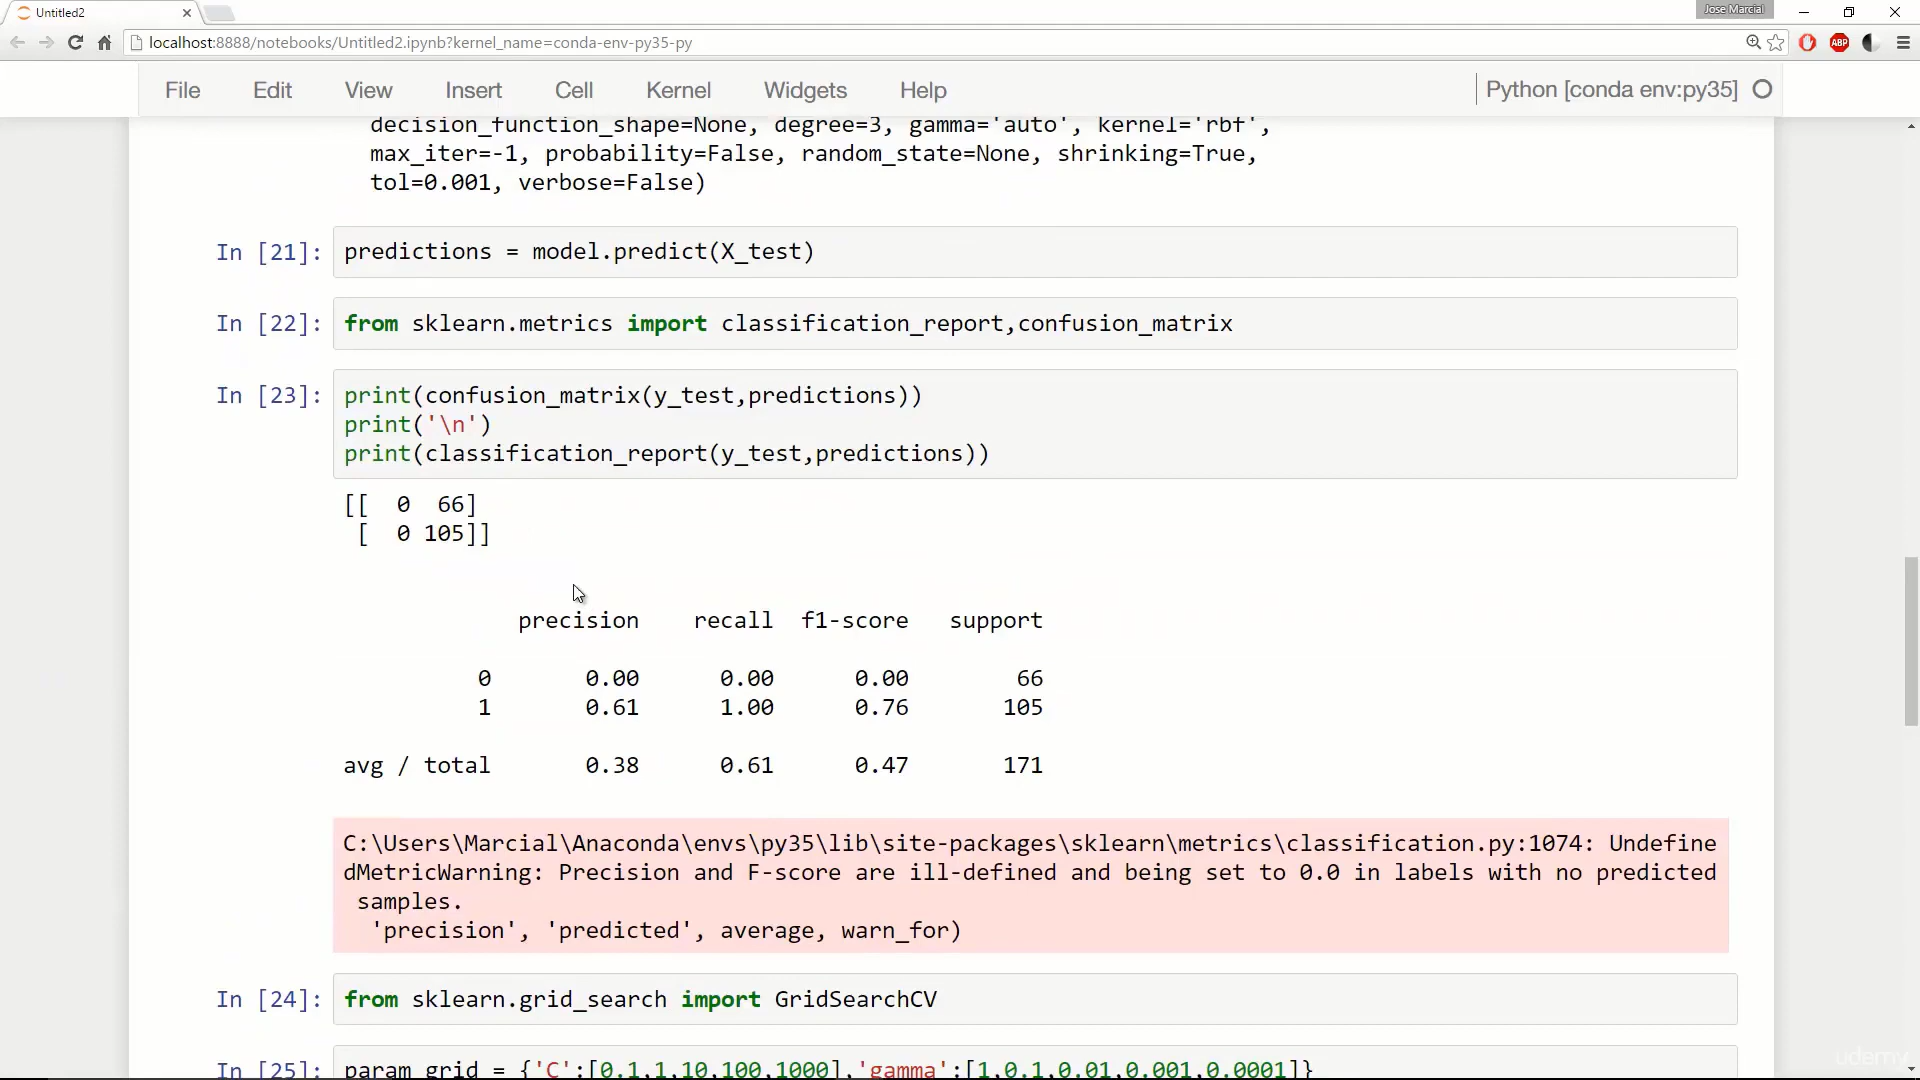 Untitled2
Jose Marcial
localhost:8888/notebooks/Untitled2.ipynb?kernel_name=conda-env-py35-py
ABP
File Edit View Insert Cell Kernel Widgets Help Python [conda env:py35]
decision_function_shape=None, degree=3, gamma='auto', kernel='rbf',
max_iter=-1, probability=False, random_state=None, shrinking=True,
tol=0.001, verbose=False)
In [21]: predictions = model.predict(X_test)
In [22]: from sklearn.metrics import classification_report,confusion_matrix
In [23]: print(confusion_matrix(y_test,predictions))
print('\n')
print(classification_report(y_test,predictions))
[[  0  66]
[  0 105]]
precision recall f1-score support
0 0.00 0.00 0.00 66
1 0.61 1.00 0.76 105
avg / total 0.38 0.61 0.47 171
C:\Users\Marcial\Anaconda\envs\py35\lib\site-packages\sklearn\metrics\classification.py:1074: Undefine
dMetricWarning: Precision and F-score are ill-defined and being set to 0.0 in labels with no predicted
samples.
'precision', 'predicted', average, warn_for)
In [24]: from sklearn.grid_search import GridSearchCV
In [25]: param_grid = {'C':[0.1,1,10,100,1000],'gamma':[1,0.1,0.01,0.001,0.0001]}
udemy